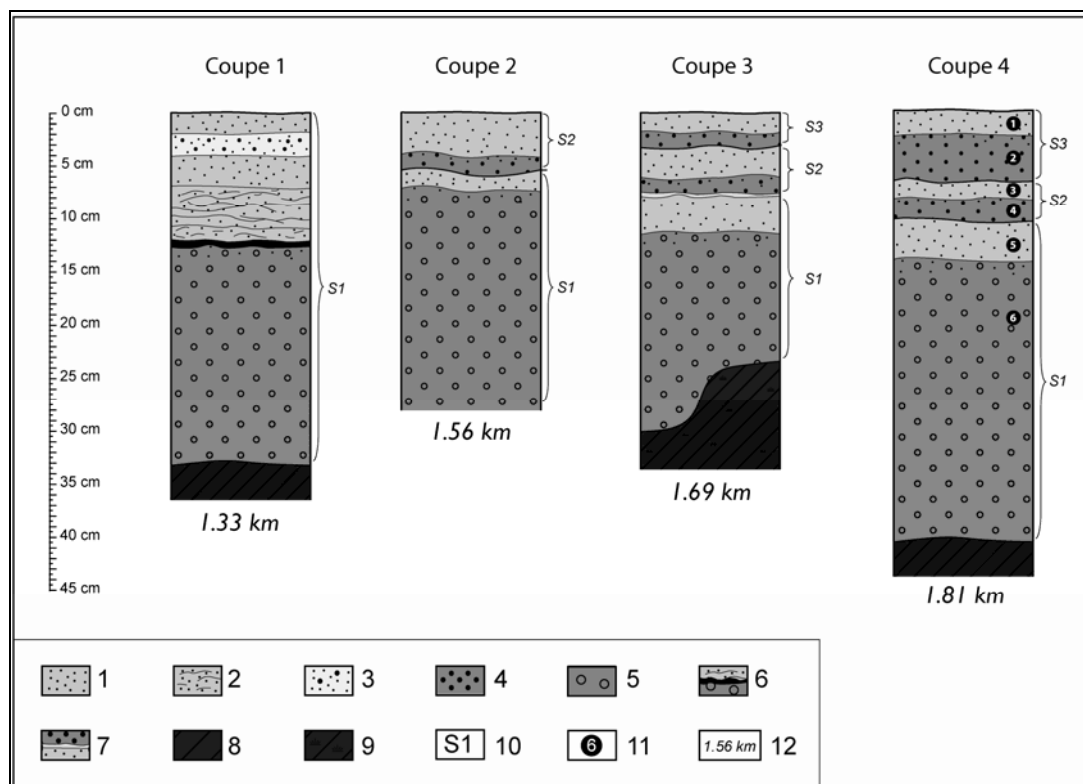 Coupe 1
Coupe 2
Coupe 3
Coupe 4
0 cm
5 cm
10 cm
15 cm
20 cm
25 cm
30 cm
35 cm
40 cm
45 cm
S1
1.33 km
S2
S1
1.56 km
S3
S2
S1
1.69 km
1
2
3
4
5
6
S3
S2
S1
1.81 km
1
2
3
4
5
6
7
8
9
S1 10
6 11
1.56 km 12